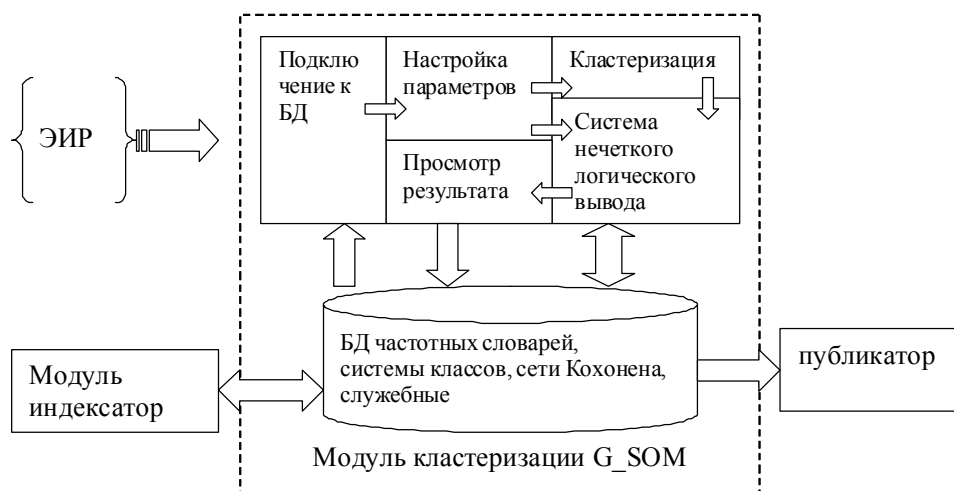 Подклю
чение к
БД
Настройка
параметров
Кластеризация
ЭИР
Система
нечеткого
логического
вывода
Просмотр
результата
БД частотных словарей,
системы классов, сети Кохонена,
служебные
Модуль
индексатор
публикатор
Модуль кластеризации G_SOM